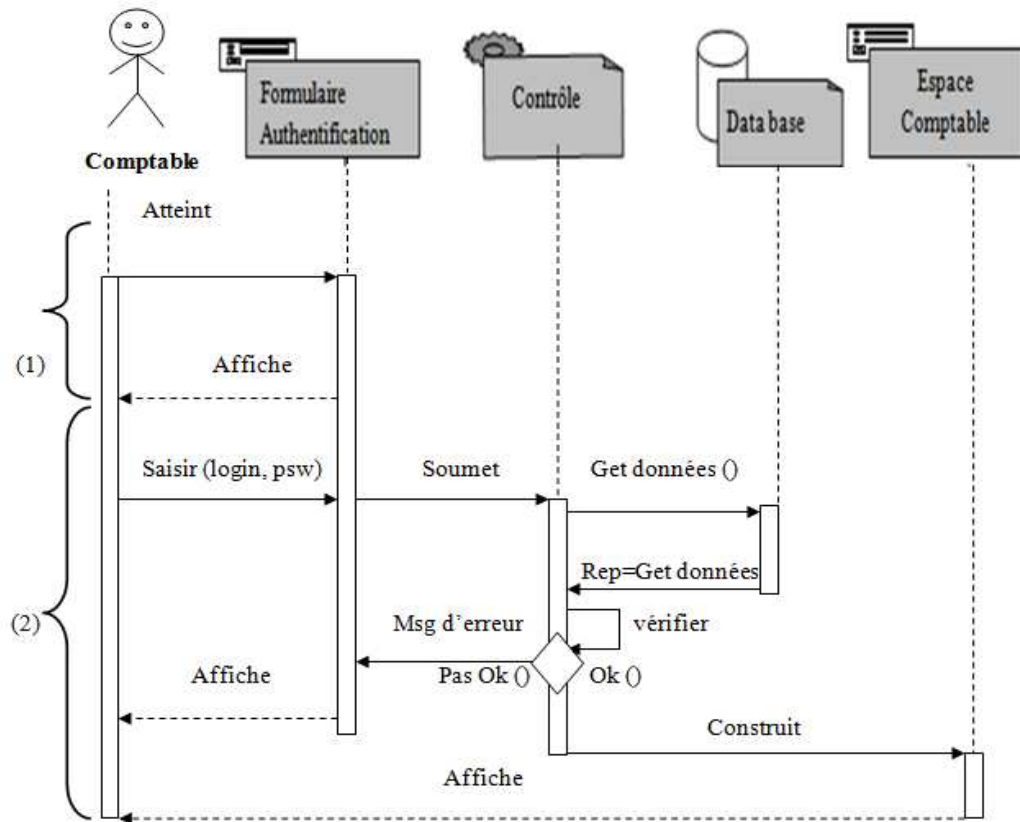 Formulaire
Authentification
Contrôle
Data base
Espace
Comptable
Comptable
Atteint
(1)
Affiche
Saisir (login, psw)
Soumet
Get données ()
Rep=Get données
(2)
Msg d'erreur
vérifier
Affiche
Pas Ok ()
Ok ()
Construit
Affiche